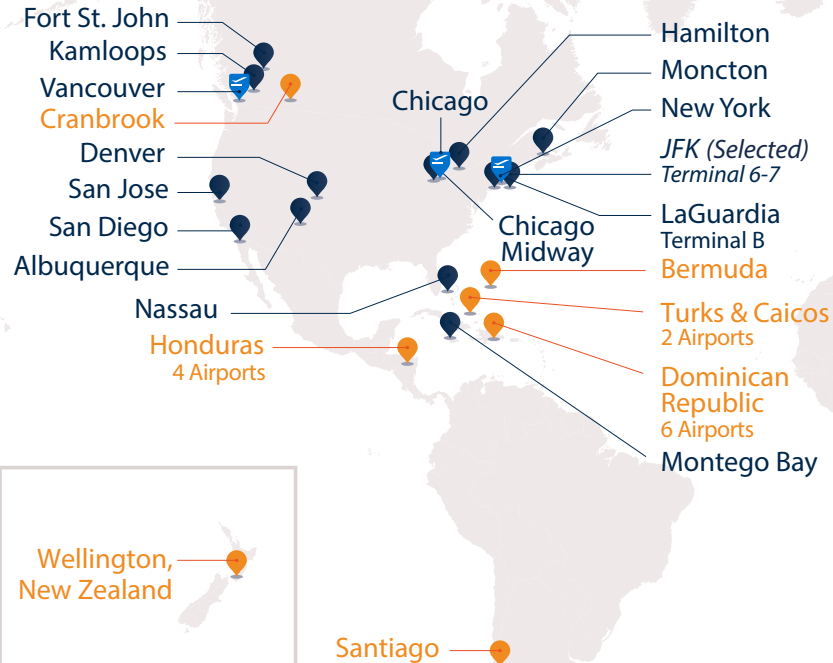 Fort St. John
Kamloops
Vancouver
Cranbrook
Denver
San Jose
San Diego
Albuquerque
Nassau
Honduras
4 Airports
Chicago
Chicago
Midway
Hamilton
Moncton
New York
JFK (Selected)
Terminal 6-7
LaGuardia
Terminal B
Bermuda
Turks & Caicos
2 Airports
Dominican
Republic
6 Airports
Montego Bay
Wellington,
New Zealand
Santiago